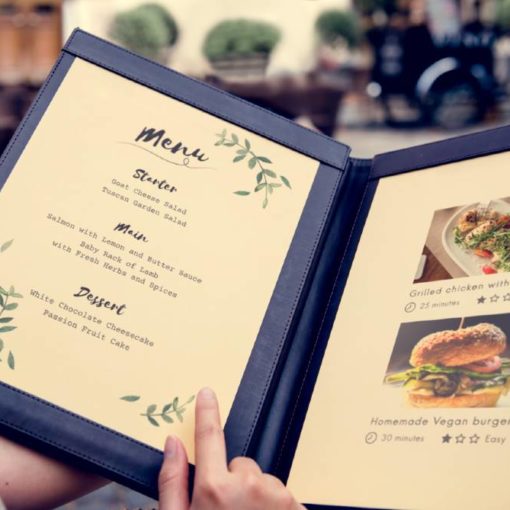 Menu
Starter
Goat Cheese Salad
Tuscan Garden Salad
Main
Salmon with Lemon and Butter Sauce
Baby Rack of Lamb
with Fresh Herbs and Spices
Dessert
White Chocolate Cheesecake
Passion Fruit Cake
Grilled chicken with
25 minutes
Homemade Vegan burger
30 minutes Easy